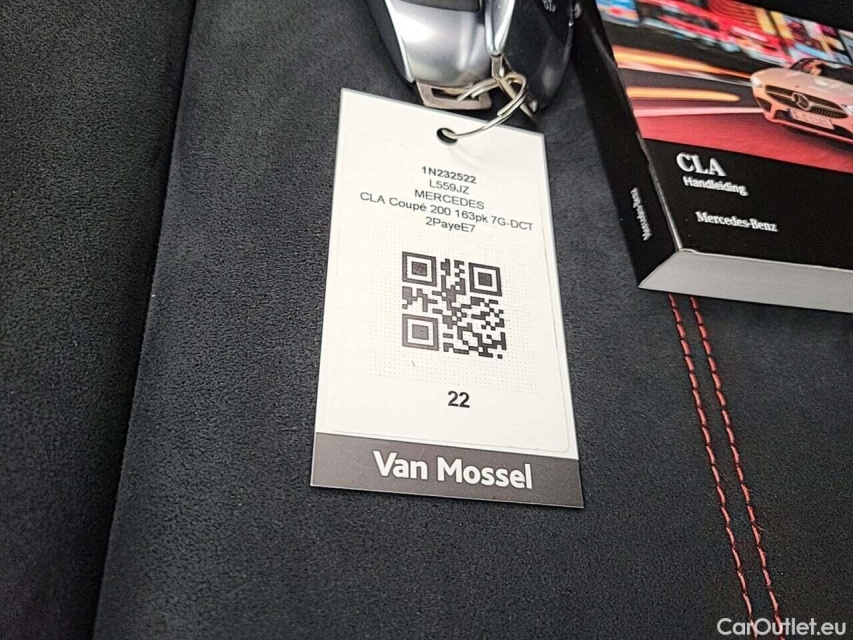 1N232522
L559JZ
MERCEDES
CLA Coupé 200 163pk 7G-DCT
2PayeE7
22
Van Mossel
CLA
Handleiding
Mercedes-Benz
Mercedes-Benz
CarOutlet.eu